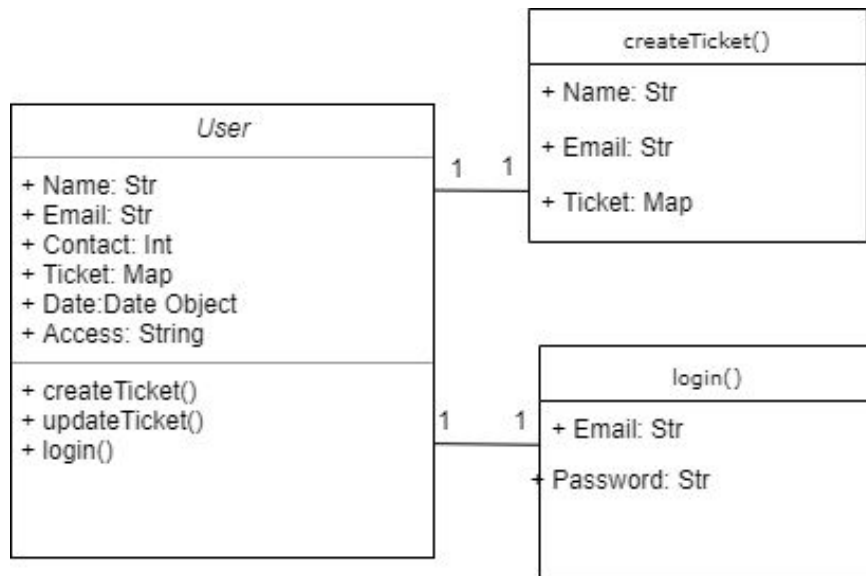 User
+ Name: Str
+ Email: Str
+ Contact: Int
+ Ticket: Map
+ Date:Date Object
+ Access: String
+ createTicket()
+ updateTicket()
+ login()
1 1
createTicket()
+ Name: Str
+ Email: Str
+ Ticket: Map
1 1
login()
+ Email: Str
+ Password: Str